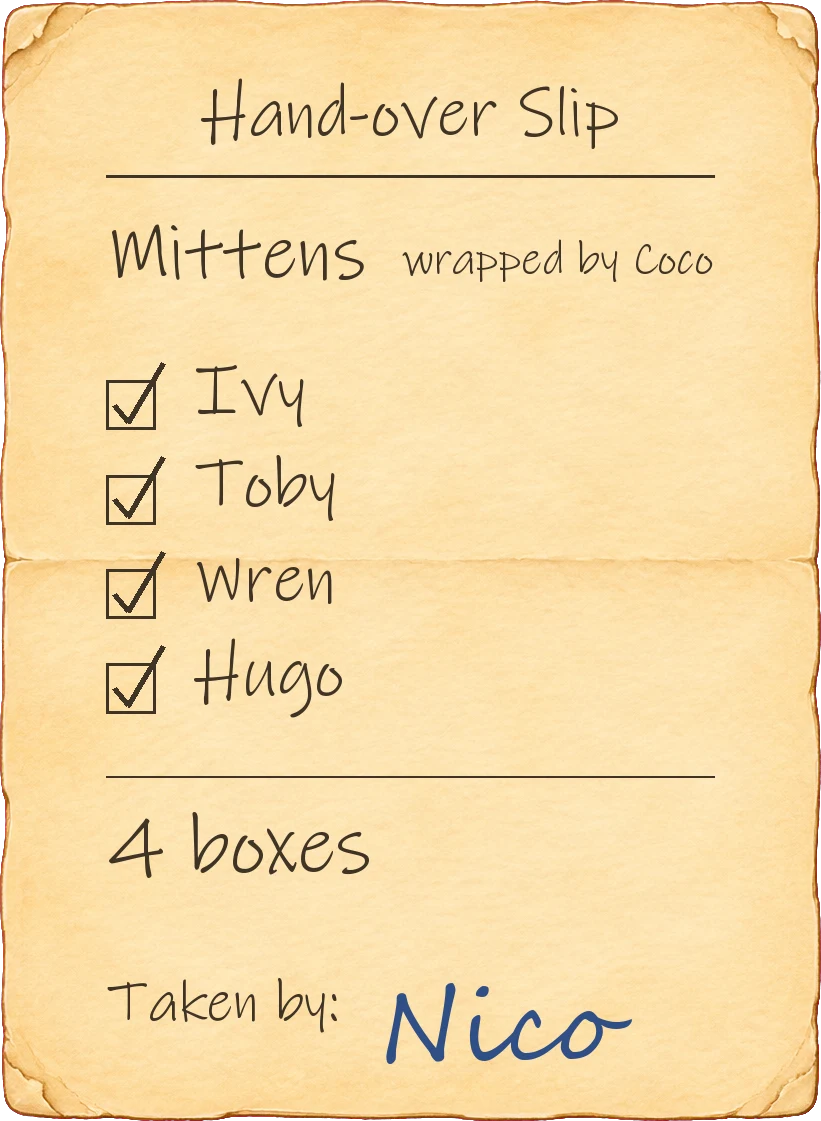 Hand-over Slip
Mittens wrapped by Coco
Ivy
Toby
Wren
Hugo
4 boxes
Taken by: Nico